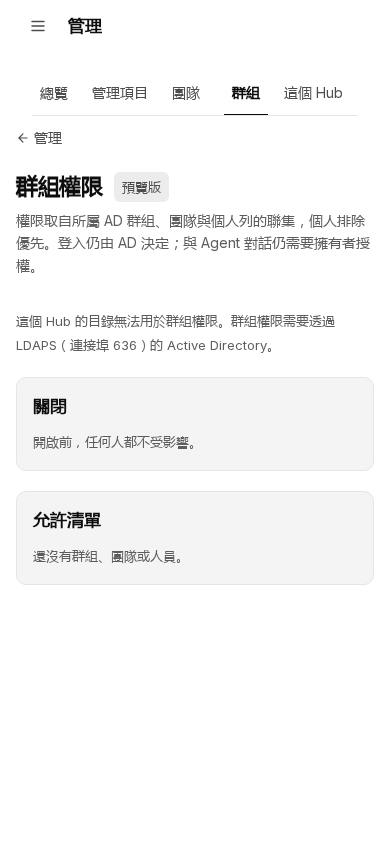 管理
總覽 管理項目 團隊 群組 這個 Hub
管理
群組權限 預覽版
權限取自所屬 AD 群組、團隊與個人列的聯集，個人排除
優先。登入仍由 AD 決定；與 Agent 對話仍需要擁有者授
權。
這個 Hub 的目錄無法用於群組權限。群組權限需要透過
LDAPS（連接埠 636）的 Active Directory。
關閉
開啟前，任何人都不受影響。
允許清單
還沒有群組、團隊或人員。